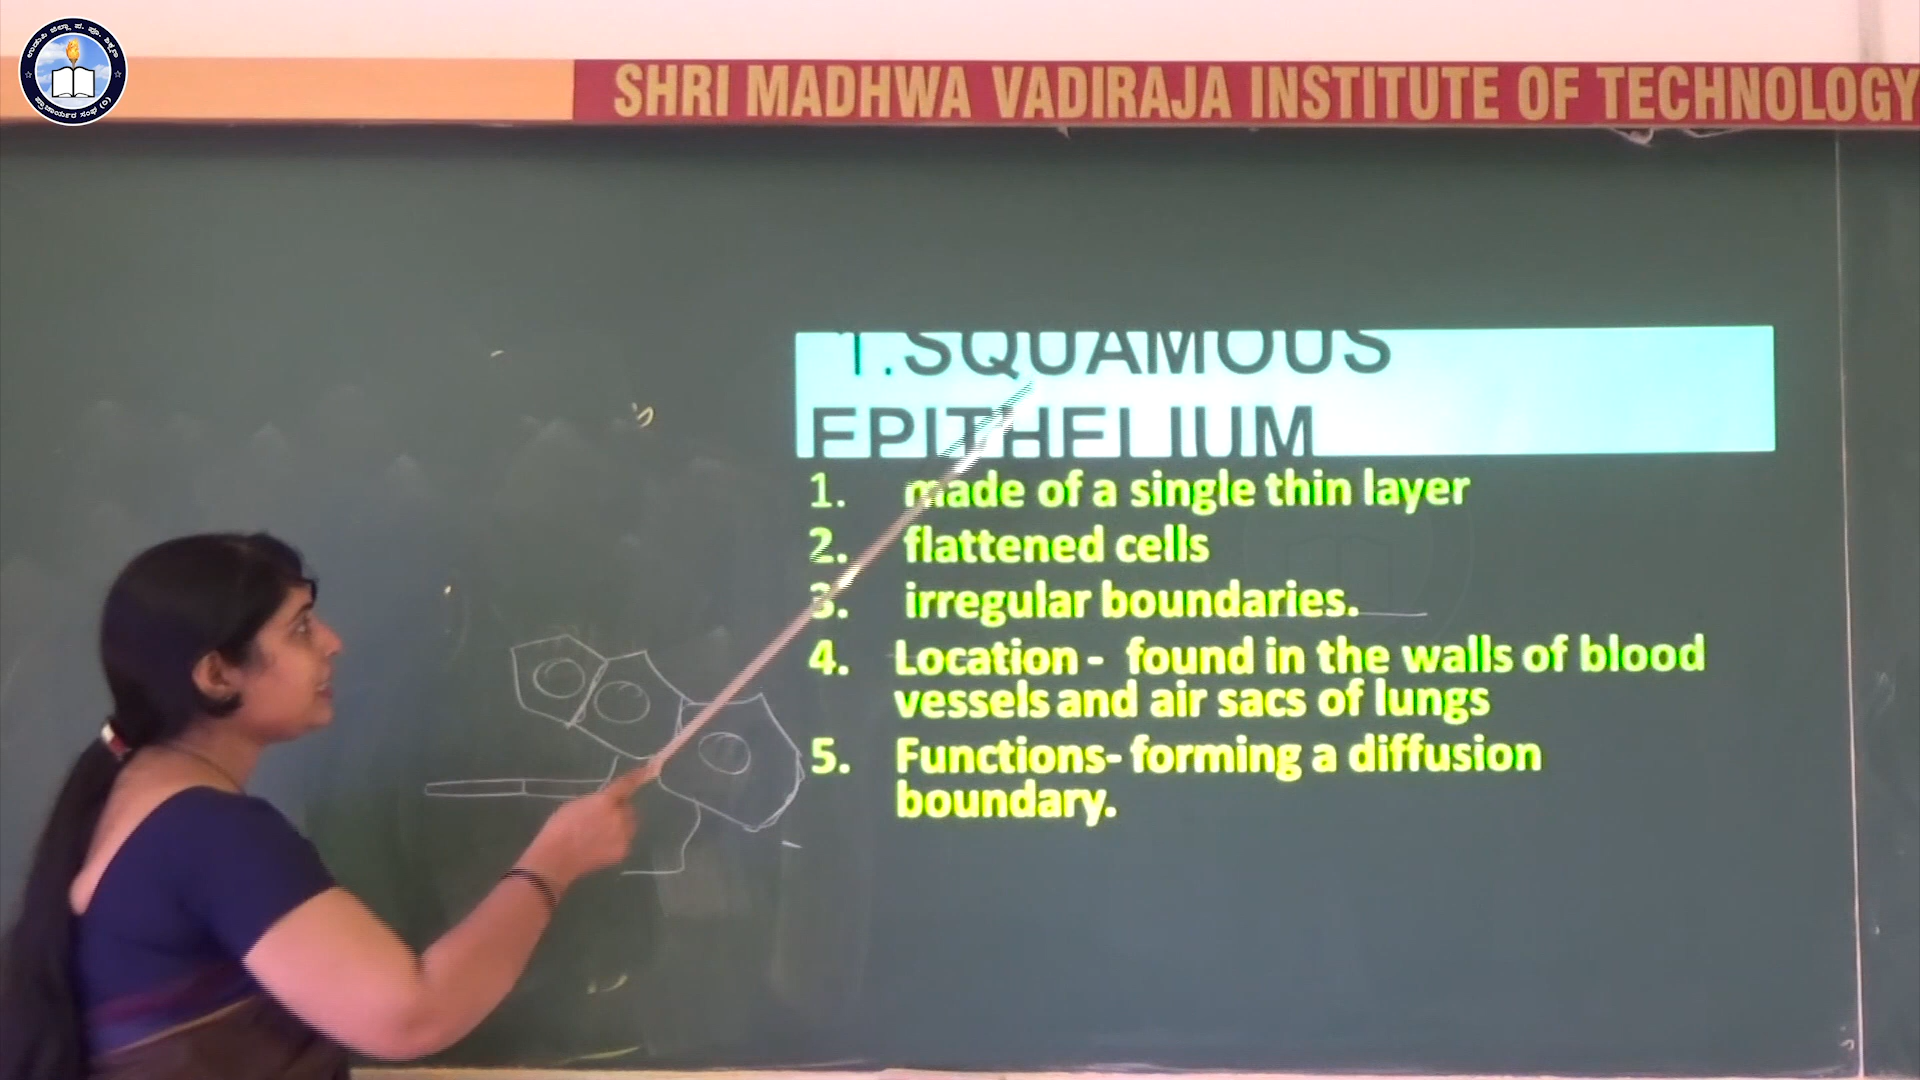 ಉಡುಪಿ ಜಿಲ್ಲಾ ಪ. ಪೂ.
SHRI MADHWA VADIRAJA INSTITUTE OF TECHNOLOGY
1.SQUAMOUS
EPITHELIUM
1. made of a single thin layer
2. flattened cells
3. irregular boundaries.
4. Location - found in the walls of blood
vessels and air sacs of lungs
5. Functions- forming a diffusion
boundary.